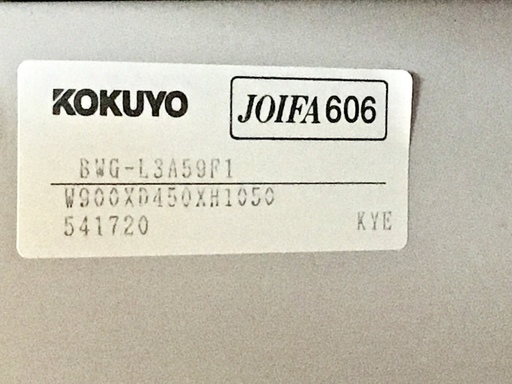 KOKUYO JOIFA606
BWG-L3A59F1
W900XD450XH1050
541720 KYE